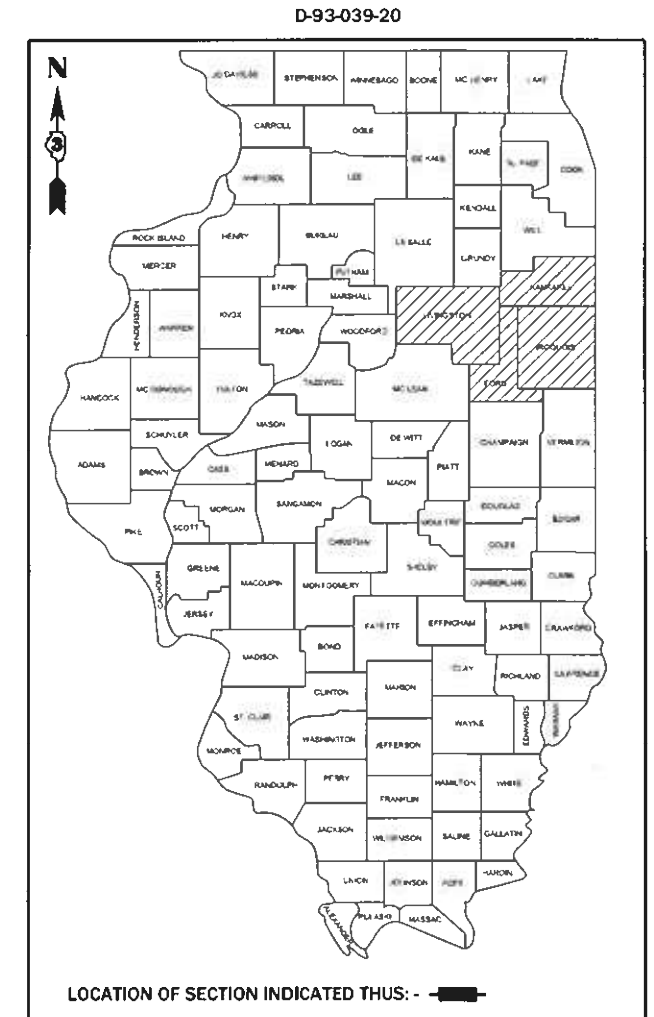 D-93-039-20
N
3
STEPHENSON
WINNEBAGO
BOONE
MC HENRY
LAKE
CARROLL
OGLE
DE KALB
KANE
COOK
LEE
KENDALL
WILL
ROCK ISLAND
HENRY
BUREAU
LA SALLE
GRUNDY
MERCER
STARK
PUTNAM
MARSHALL
KANKAKEE
HENDERSON
WARREN
KNOX
PEORIA
WOODFORD
LIVINGSTON
IROQUOIS
FORD
HANCOCK
MC DONOUGH
FULTON
TAZEWELL
MC LEAN
SCHUYLER
MASON
LOGAN
DE WITT
CHAMPAIGN
VERMILION
ADAMS
BROWN
CASS
MENARD
MACON
PIATT
PIKE
SCOTT
MORGAN
SANGAMON
CHRISTIAN
MOULTRIE
DOUGLAS
EDGAR
COLES
SHELBY
CALHOUN
GREENE
MACOUPIN
MONTGOMERY
CUMBERLAND
CLARK
JERSEY
FAYETTE
EFFINGHAM
JASPER
CRAWFORD
MADISON
BOND
CLAY
RICHLAND
LAWRENCE
CLINTON
MARION
ST CLAIR
WASHINGTON
JEFFERSON
WAYNE
EDWARDS
MONROE
RANDOLPH
PERRY
HAMILTON
WHITE
FRANKLIN
JACKSON
WILLIAMSON
SALINE
GALLATIN
UNION
JOHNSON
POPE
HARDIN
ALEXANDER
PULASKI
MASSAC
LOCATION OF SECTION INDICATED THUS: -